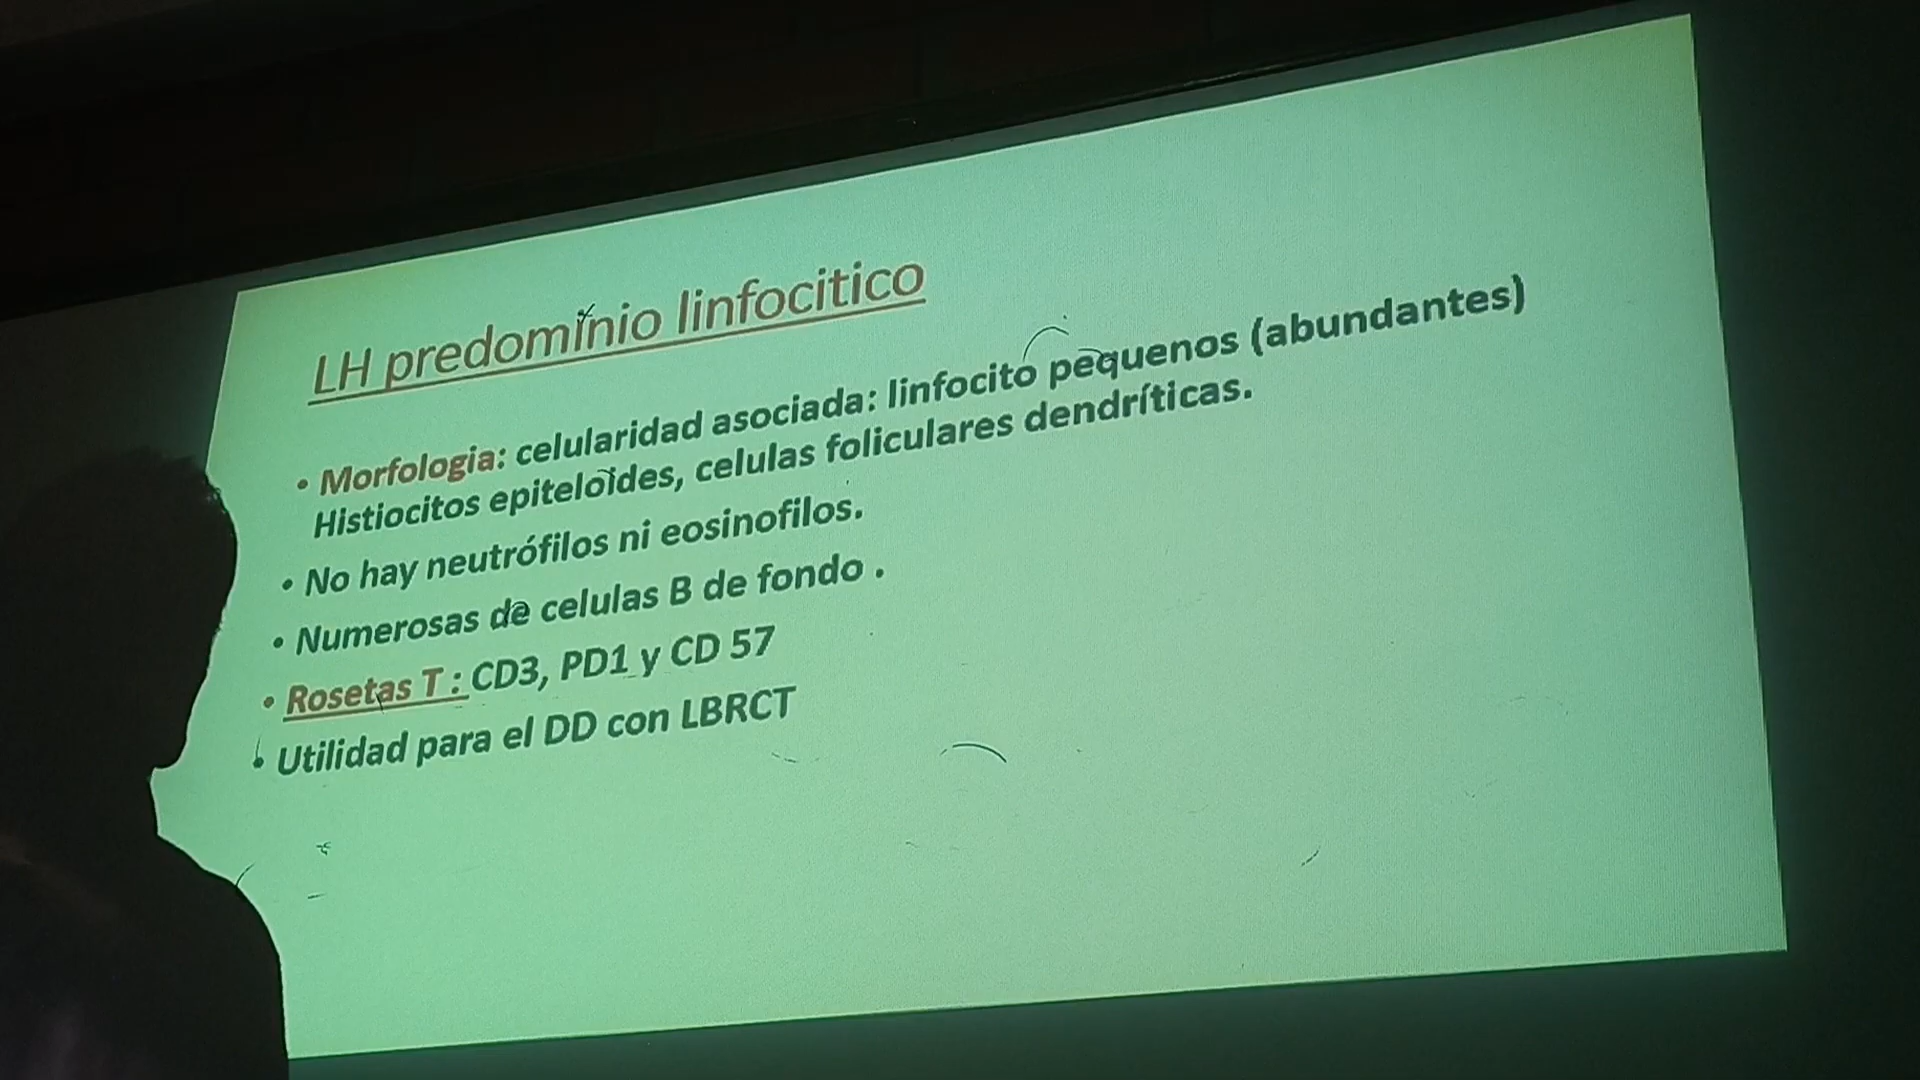 LH predominio linfocitico
• Morfologia: celularidad asociada: linfocito pequenos (abundantes)
Histiocitos epiteloides, celulas foliculares dendríticas.
• No hay neutrófilos ni eosinofilos.
• Numerosas de celulas B de fondo .
• Rosetas T : CD3, PD1 y CD 57
• Utilidad para el DD con LBRCT